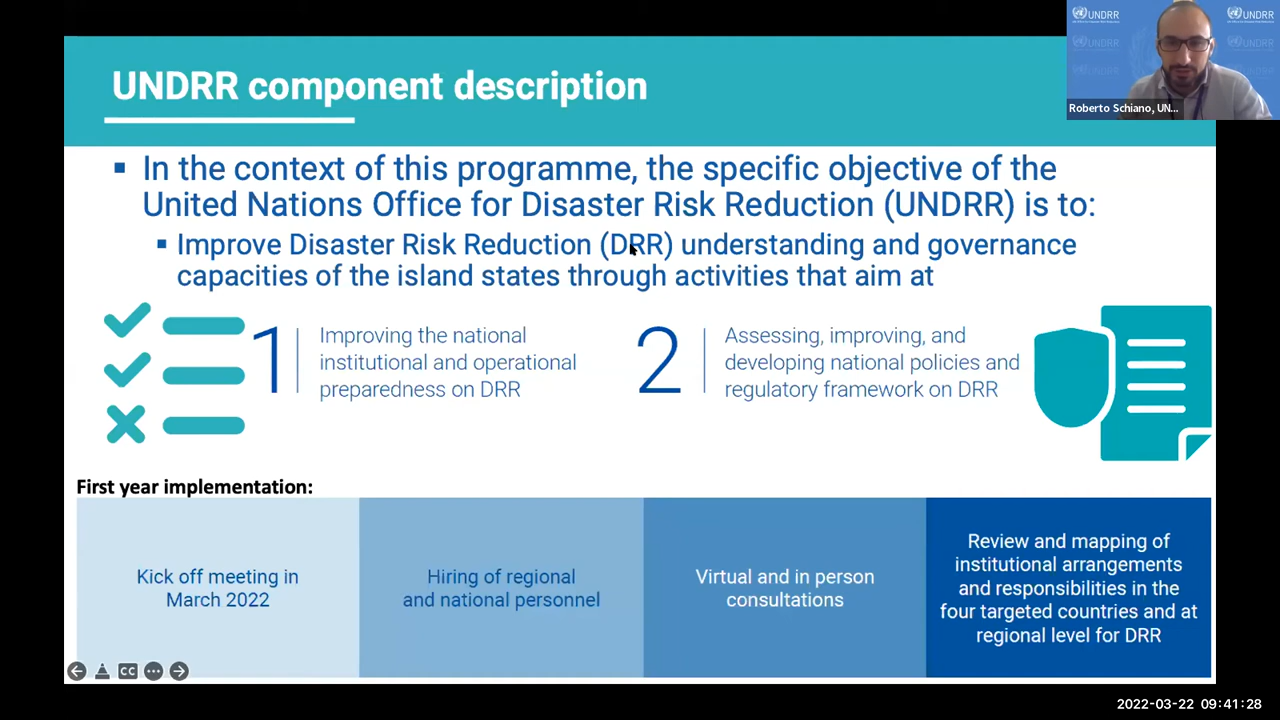 UNDRR component description
UNDRR
UNDRR
UNDRR
UNDRR
Roberto Schiano, UN...
In the context of this programme, the specific objective of the
United Nations Office for Disaster Risk Reduction (UNDRR) is to:
Improve Disaster Risk Reduction (DRR) understanding and governance
capacities of the island states through activities that aim at
1
Improving the national
institutional and operational
preparedness on DRR
2
Assessing, improving, and
developing national policies and
regulatory framework on DRR
First year implementation:
Kick off meeting in
March 2022
Hiring of regional
and national personnel
Virtual and in person
consultations
Review and mapping of
institutional arrangements
and responsibilities in the
four targeted countries and at
regional level for DRR
CC
2022-03-22 09:41:28